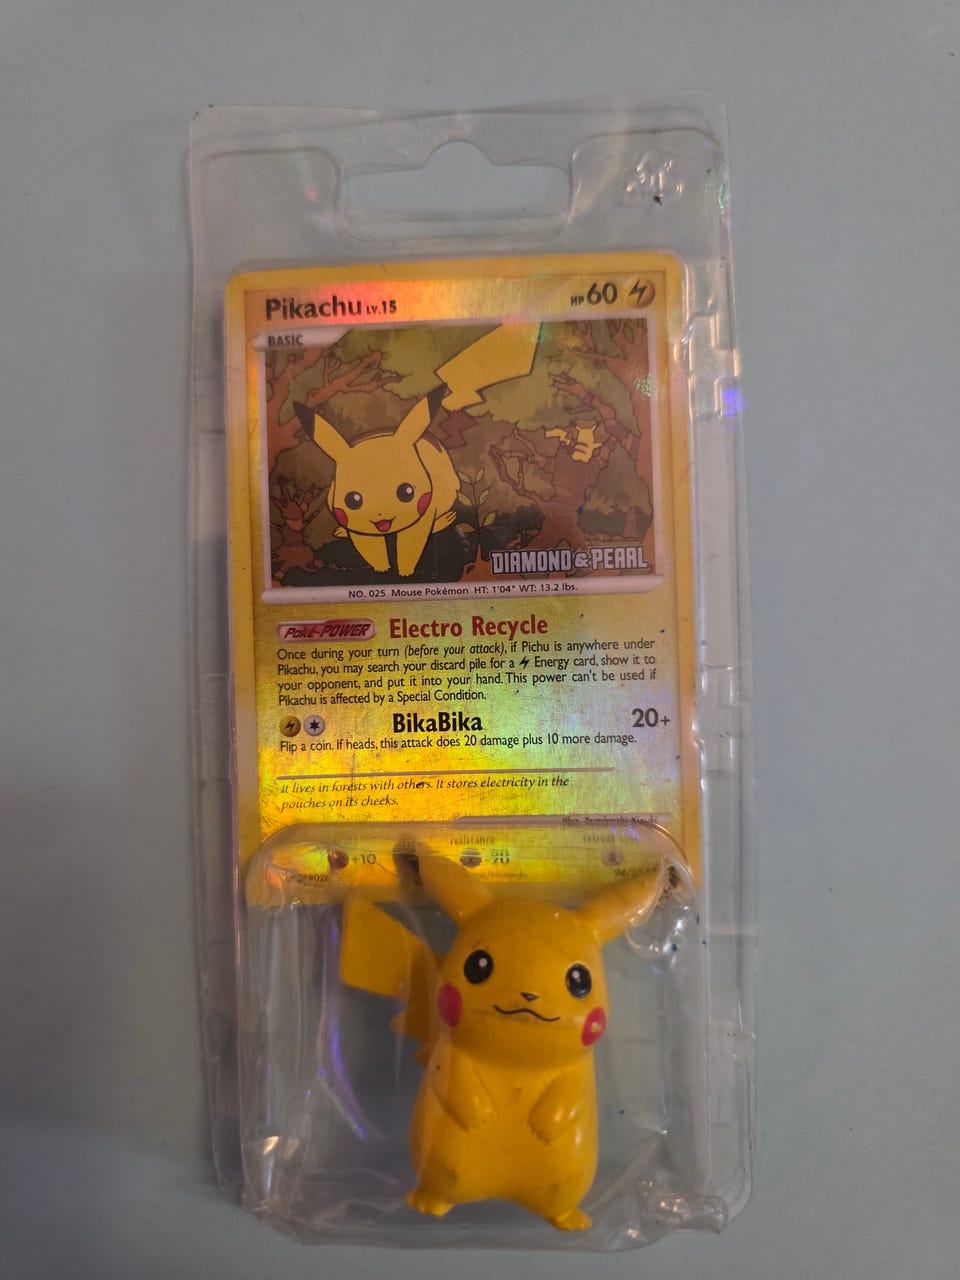 Pikachu LV.15 HP 60
BASIC
DIAMOND & PEARL
NO. 025 Mouse Pokémon HT: 1'04" WT: 13.2 lbs.
Poké-POWER Electro Recycle
Once during your turn (before your attack), if Pichu is anywhere under
Pikachu, you may search your discard pile for a Energy card, show it to
your opponent, and put it into your hand. This power can't be used if
Pikachu is affected by a Special Condition.
BikaBika 20+
Flip a coin. If heads, this attack does 20 damage plus 10 more damage.
It lives in forests with others. It stores electricity in the
pouches on its cheeks.
resistance retreat
+10